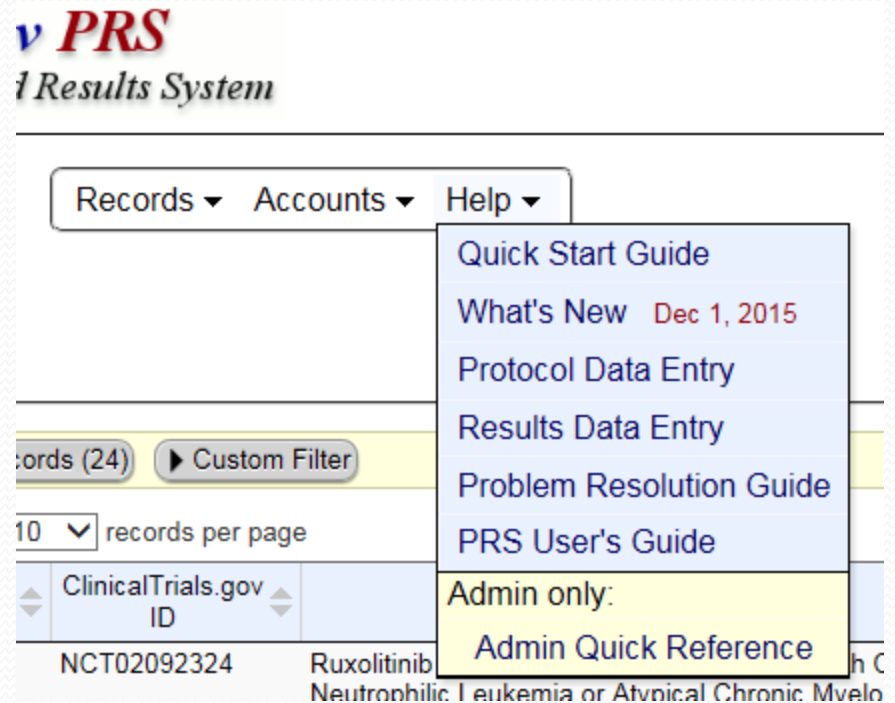 v PRS
d Results System
Records Accounts Help
Quick Start Guide
What's New Dec 1, 2015
Protocol Data Entry
Results Data Entry
Problem Resolution Guide
PRS User's Guide
Admin only:
Admin Quick Reference
cords (24) Custom Filter
10 records per page
ClinicalTrials.gov
ID
NCT02092324 Ruxolitinib h C
Neutrophilic Leukemia or Atypical Chronic Myelo